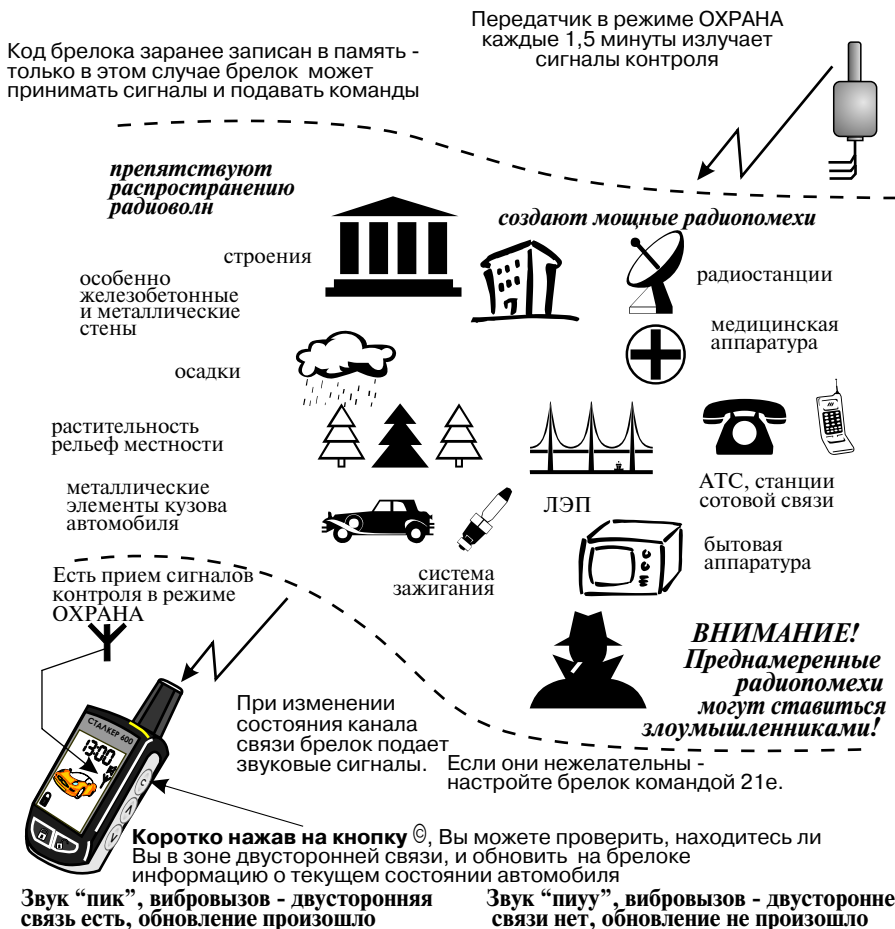 Код брелока заранее записан в память -
только в этом случае брелок может
принимать сигналы и подавать команды
Передатчик в режиме ОХРАНА
каждые 1,5 минуты излучает
сигналы контроля
препятствуют
распространению
радиоволн
создают мощные радиопомехи
строения
особенно
железобетонные
и металлические
стены
радиостанции
медицинская
аппаратура
осадки
растительность
рельеф местности
АТС, станции
сотовой связи
металлические
элементы кузова
автомобиля
ЛЭП
система
зажигания
бытовая
аппаратура
Есть прием сигналов
контроля в режиме
ОХРАНА
ВНИМАНИЕ!
Преднамеренные
радиопомехи
могут ставиться
злоумышленниками!
СТАЛКЕР 600
13:00
C
Λ
V
При изменении
состояния канала
связи брелок подает
звуковые сигналы.
Если они нежелательны -
настройте брелок командой 21е.
Коротко нажав на кнопку ©, Вы можете проверить, находитесь ли
Вы в зоне двусторонней связи, и обновить на брелоке
информацию о текущем состоянии автомобиля
Звук “пик”, вибровызов - двусторонняя
связь есть, обновление произошло
Звук “пиуу”, вибровызов - двусторонне
связи нет, обновление не произошло